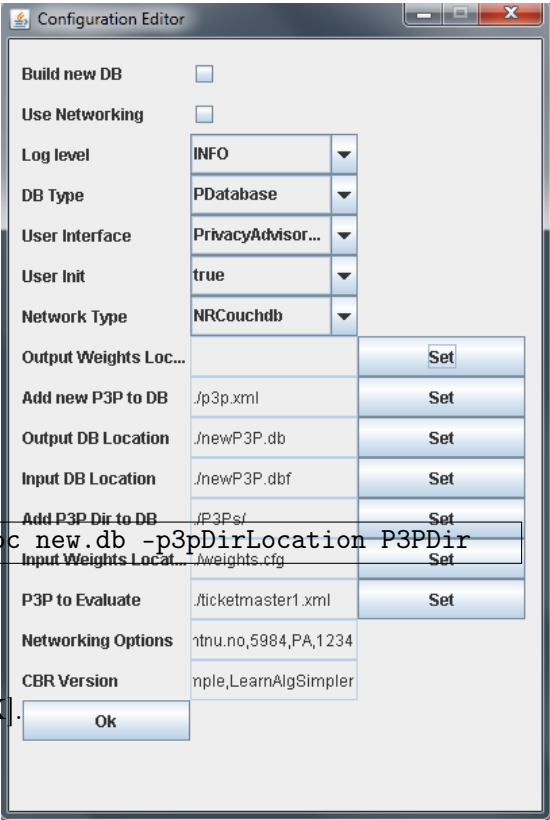 Configuration Editor
Build new DB
Use Networking
Log level INFO
DB Type PDatabase
User Interface PrivacyAdvisor...
User Init true
Network Type NRCouchdb
Output Weights Loc... Set
Add new P3P to DB ./p3p.xml Set
Output DB Location ./newP3P.db Set
Input DB Location ./newP3P.dbf Set
Add P3P Dir to DB ./P3Ps/ Set
new.db -p3pDirLocation P3PDir
Input Weights Locat... ./weights.cfg
P3P to Evaluate ./ticketmaster1.xml Set
Networking Options ntnu.no,5984,PA,1234
CBR Version mple,LearnAlgSimpler
Ok